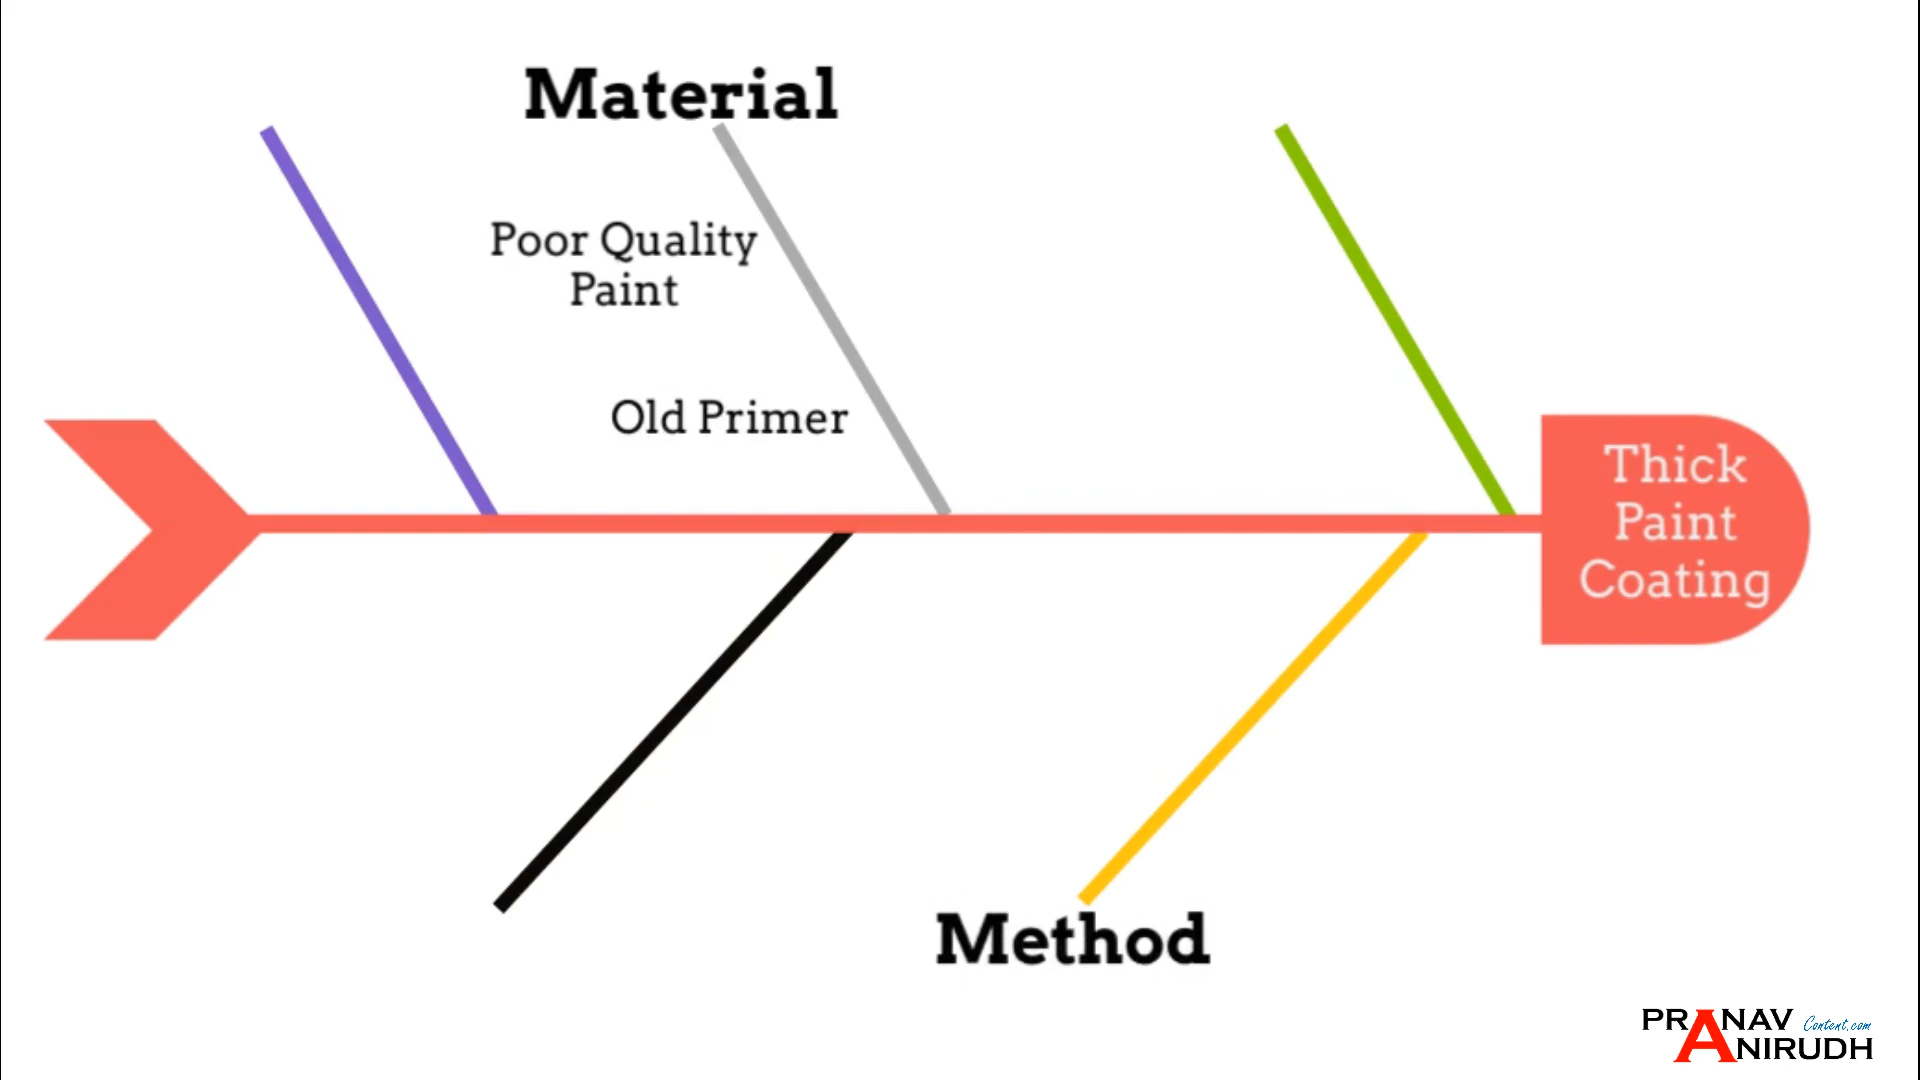 Material
Poor Quality
Paint
Old Primer
Thick
Paint
Coating
Method
PRANAV Content.com
ANIRUDH